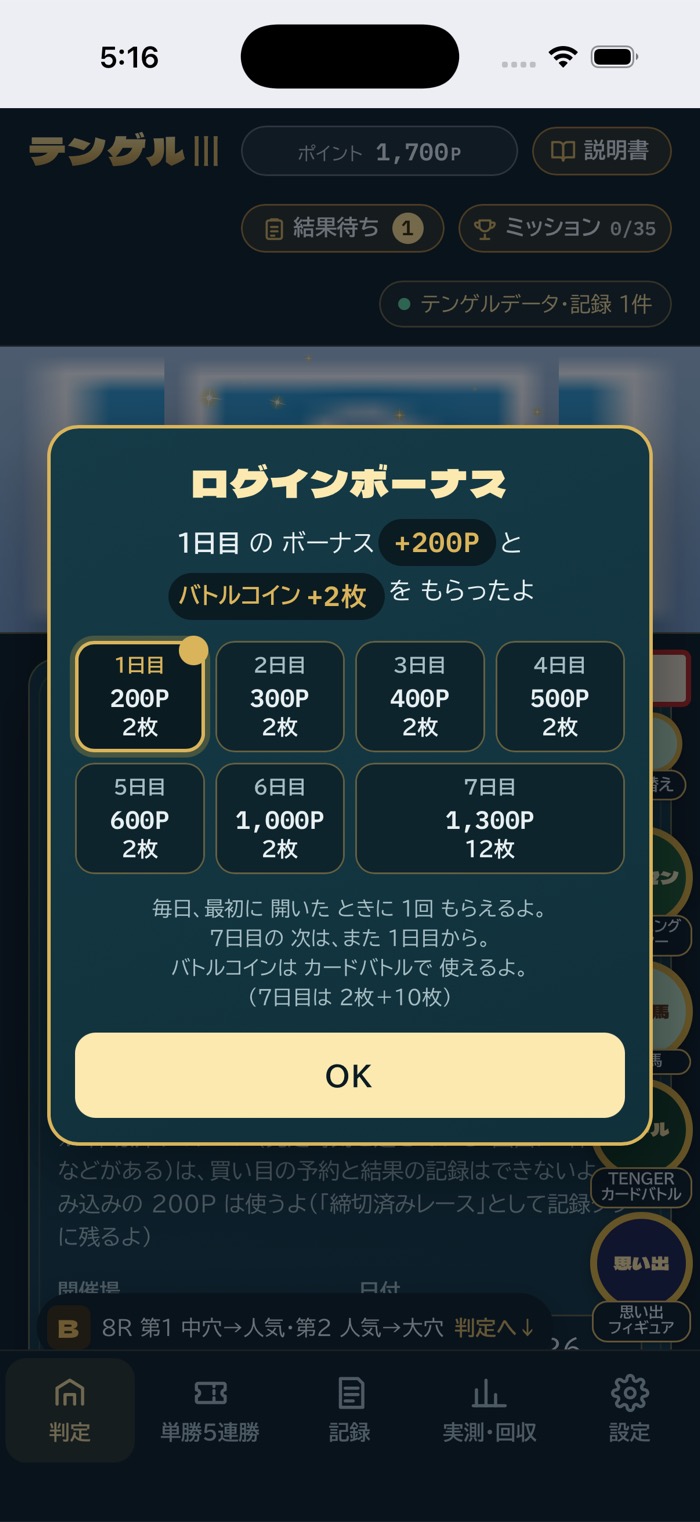 5:16
テンゲル
ポイント 1,700P
説明書
結果待ち 1
ミッション 0/35
テンゲルデータ・記録 1件
ログインボーナス
1日目 の ボーナス +200P と
バトルコイン +2枚 を もらったよ
1日目
200P
2枚
2日目
300P
2枚
3日目
400P
2枚
4日目
500P
2枚
5日目
600P
2枚
6日目
1,000P
2枚
7日目
1,300P
12枚
毎日、最初に 開いた ときに 1回 もらえるよ。
7日目の 次は、また 1日目から。
バトルコインは カードバトルで 使えるよ。
（7日目は 2枚＋10枚）
OK
などがある）は、買い目の予約と結果の記録はできないよ
み込みの 200P は使うよ（「締切済みレース」として記録
に残るよ）
TENGER
カードバトル
思い出
思い出
フィギュア
開催場
日付
B 8R 第1 中穴→人気・第2 人気→大穴 判定へ↓
判定
単勝5連勝
記録
実測・回収
設定